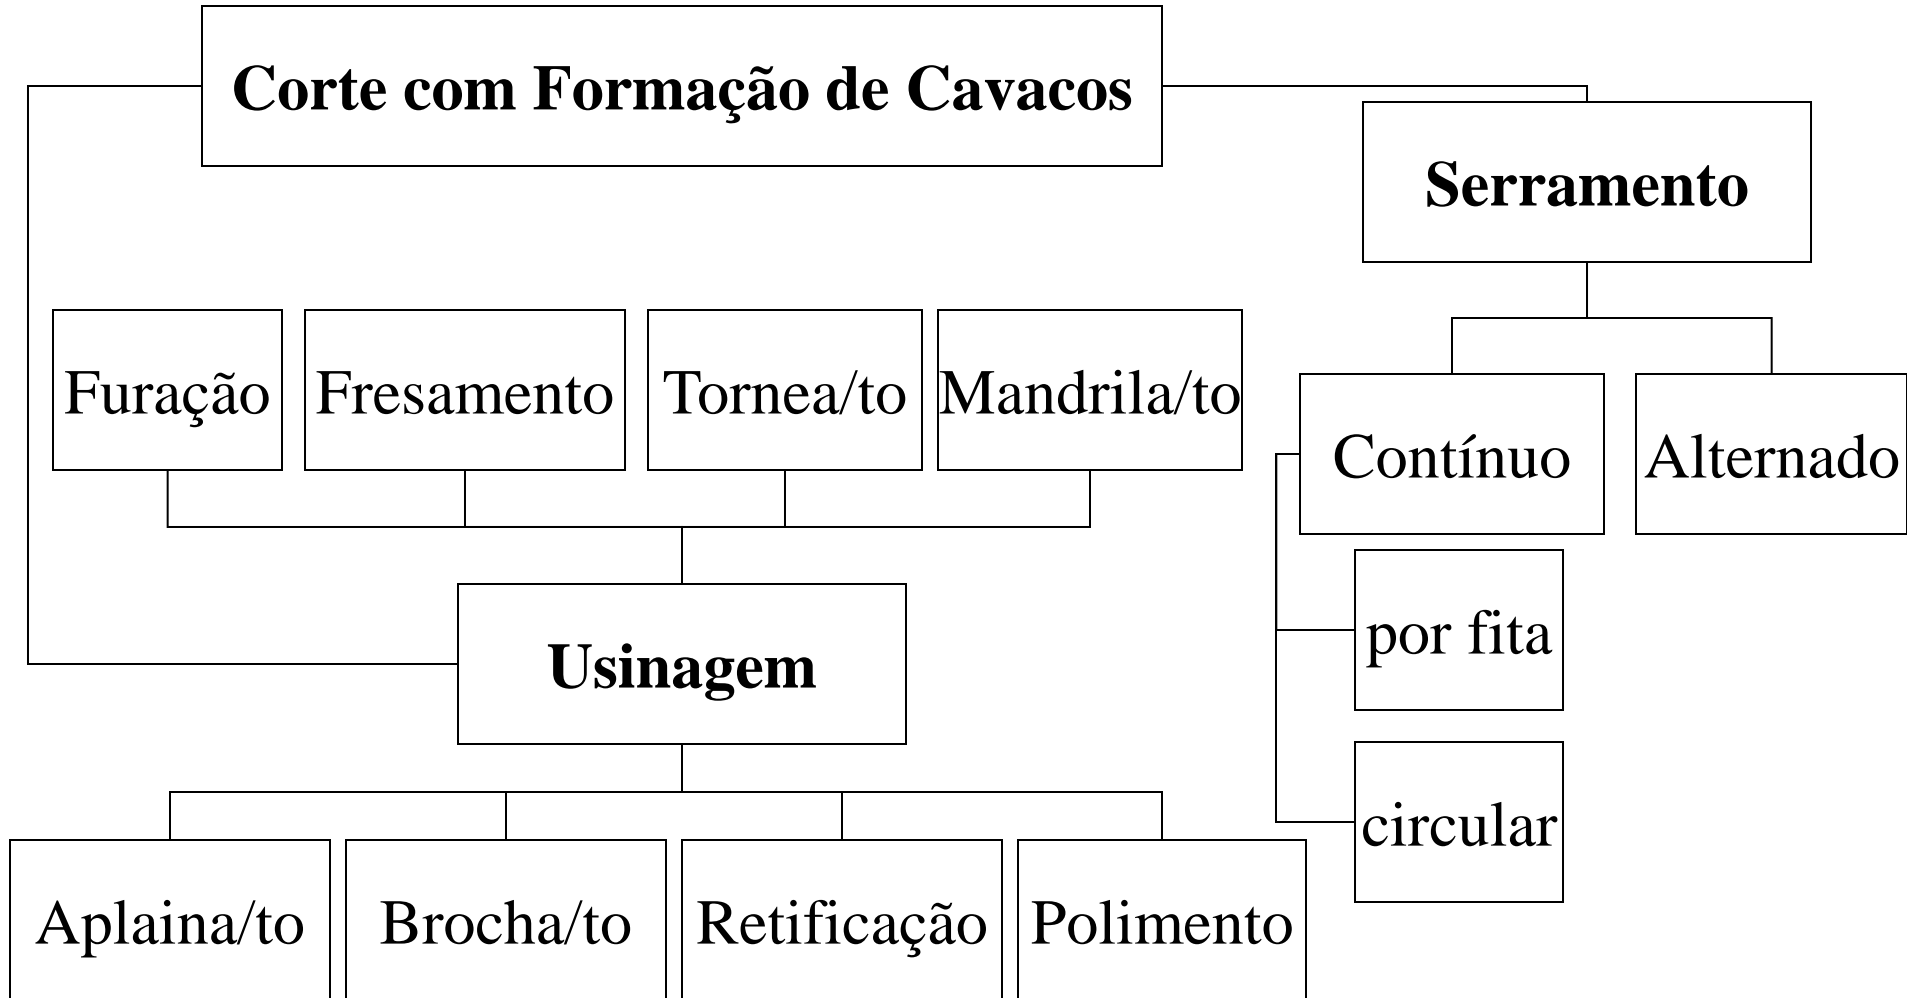 Corte com Formação de Cavacos
Serramento
Furação
Fresamento
Tornea/to
Mandrila/to
Contínuo
Alternado
por fita
Usinagem
circular
Aplaina/to
Brocha/to
Retificação
Polimento